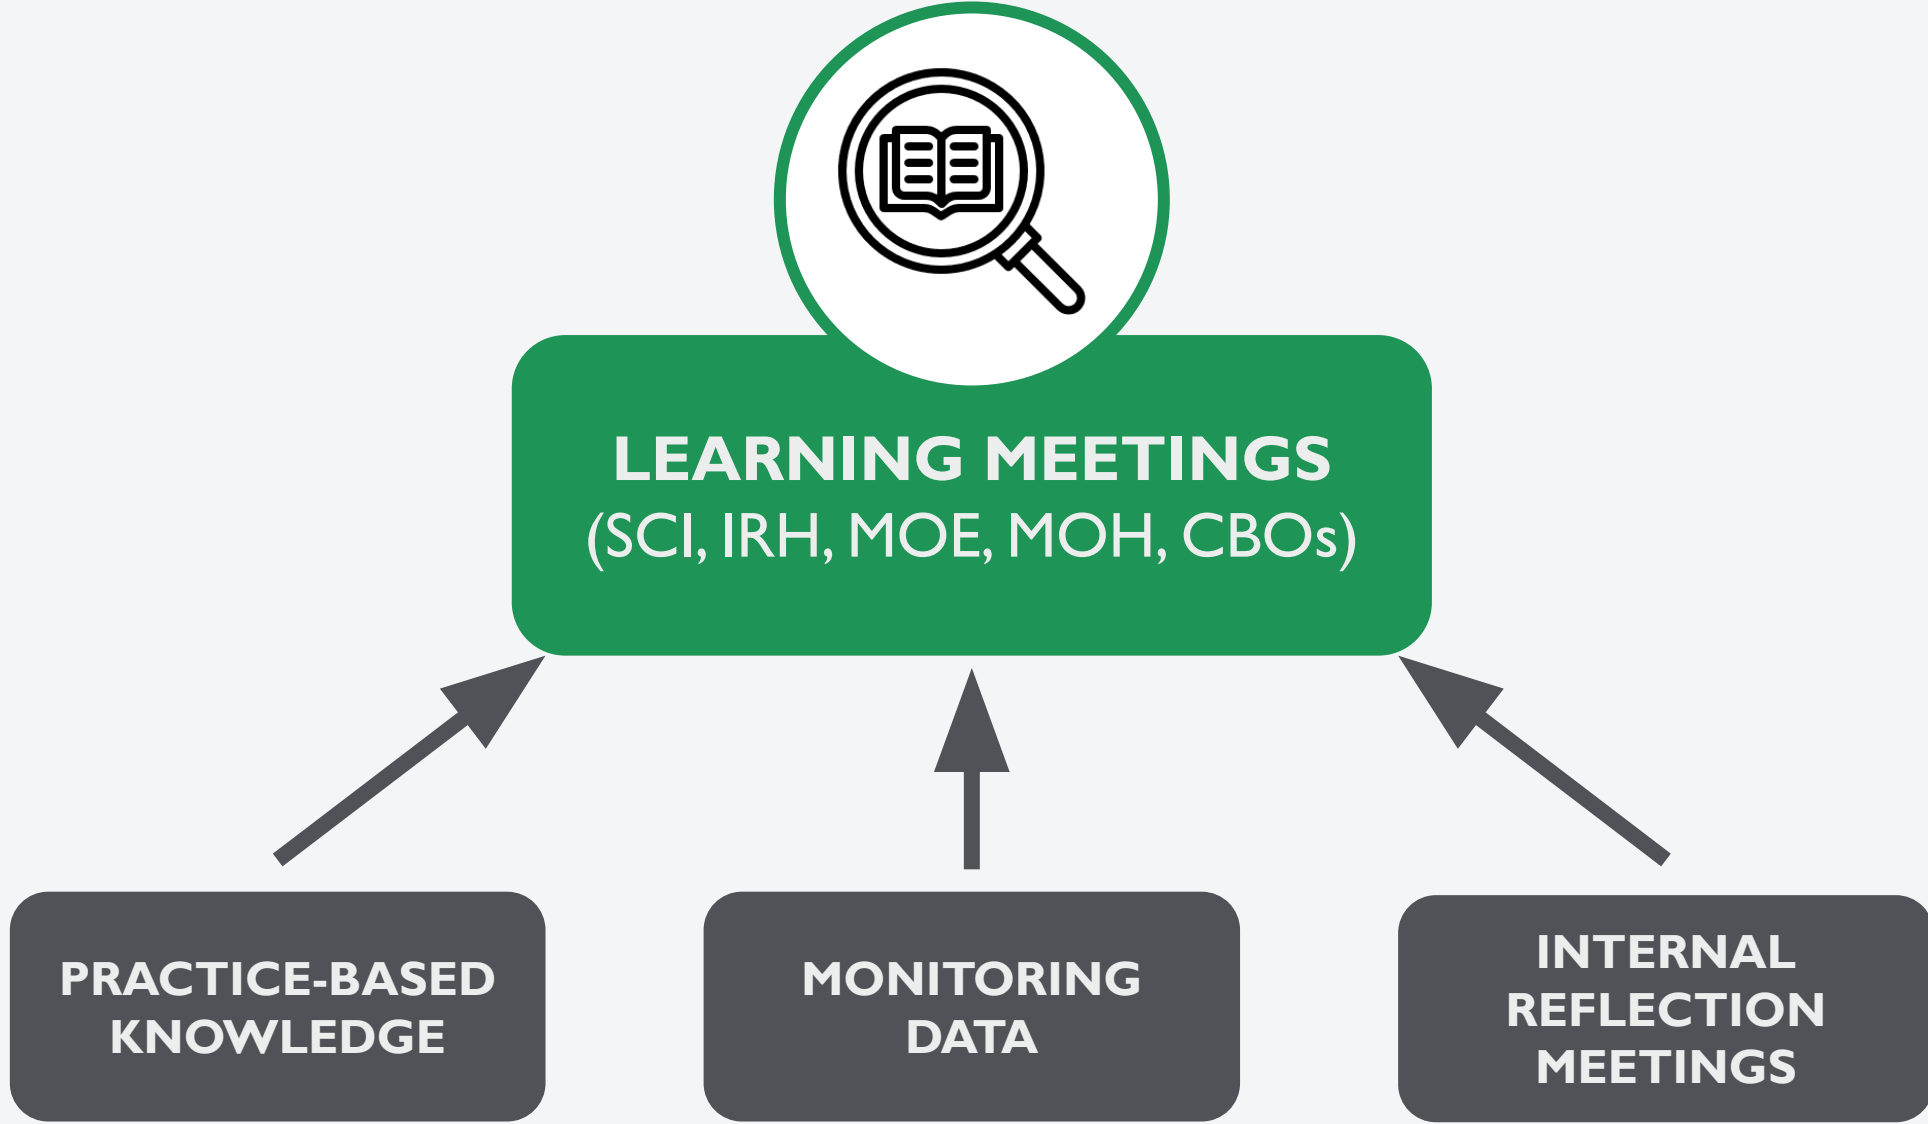 LEARNING MEETINGS
(SCI, IRH, MOE, MOH, CBOs)
PRACTICE-BASED
KNOWLEDGE
MONITORING
DATA
INTERNAL
REFLECTION
MEETINGS